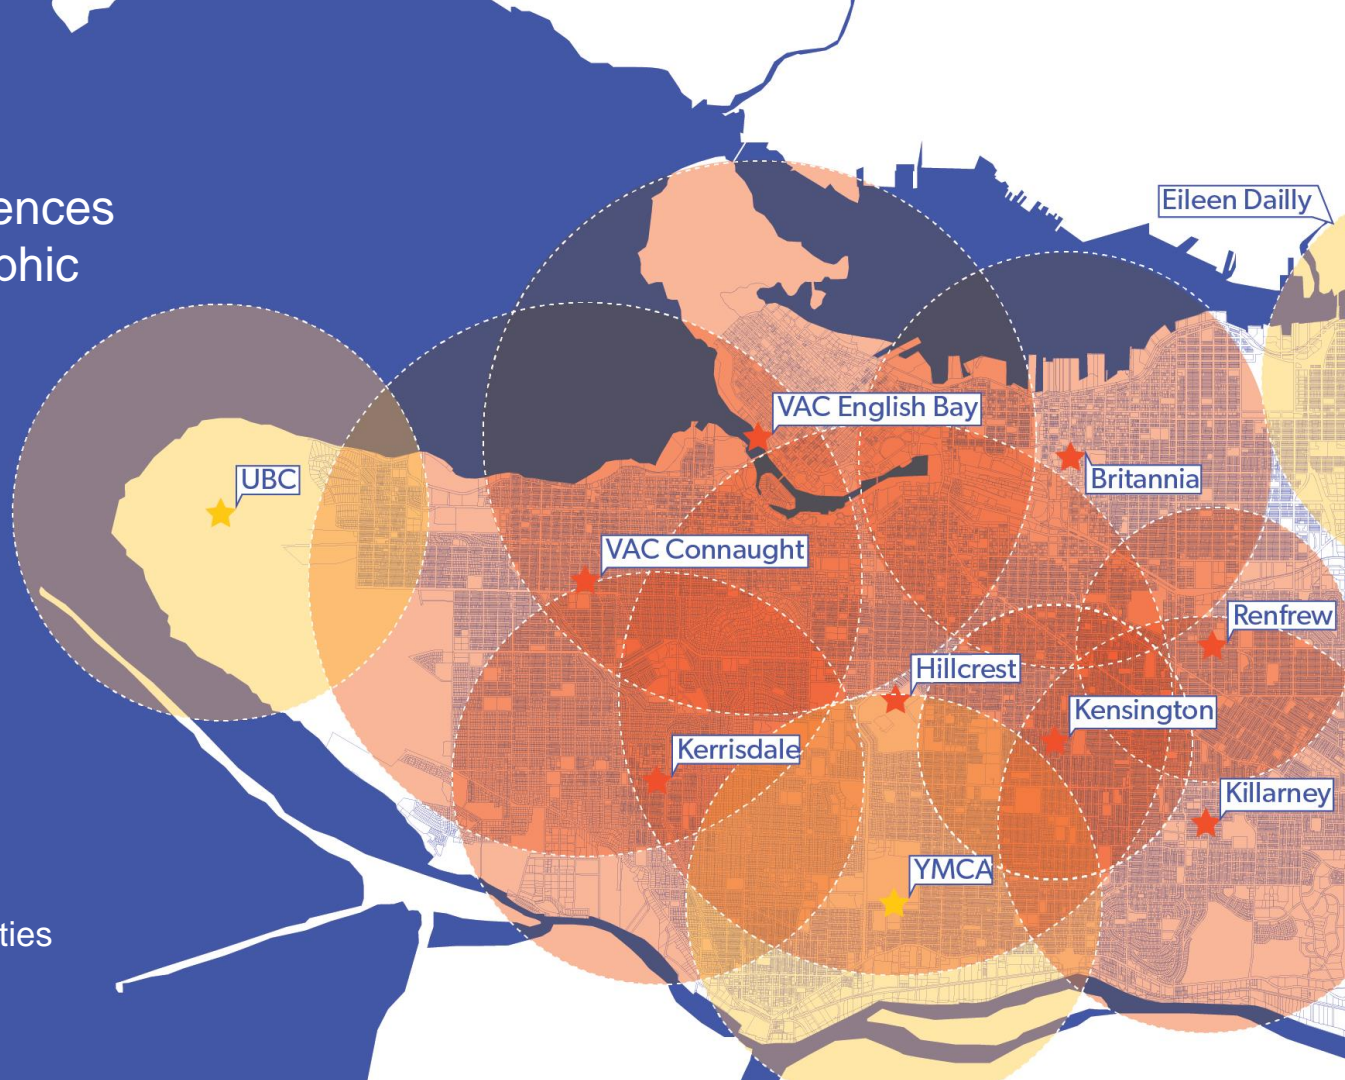 ences
phic
Eileen Dailly
VAC English Bay
UBC
Britannia
VAC Connaught
Renfrew
Hillcrest
Kensington
Kerrisdale
Killarney
YMCA
ties